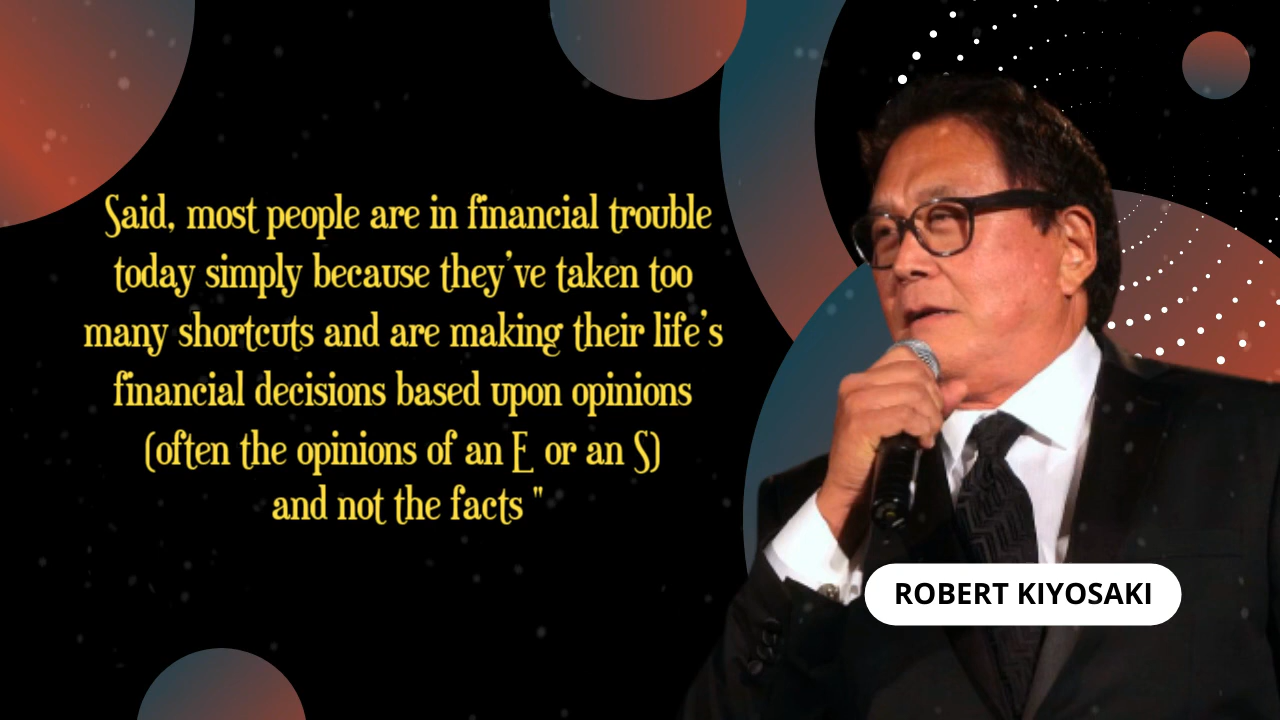 Said, most people are in financial trouble
today simply because they've taken too
many shortcuts and are making their life's
financial decisions based upon opinions
(often the opinions of an E or an S)
and not the facts "
ROBERT KIYOSAKI